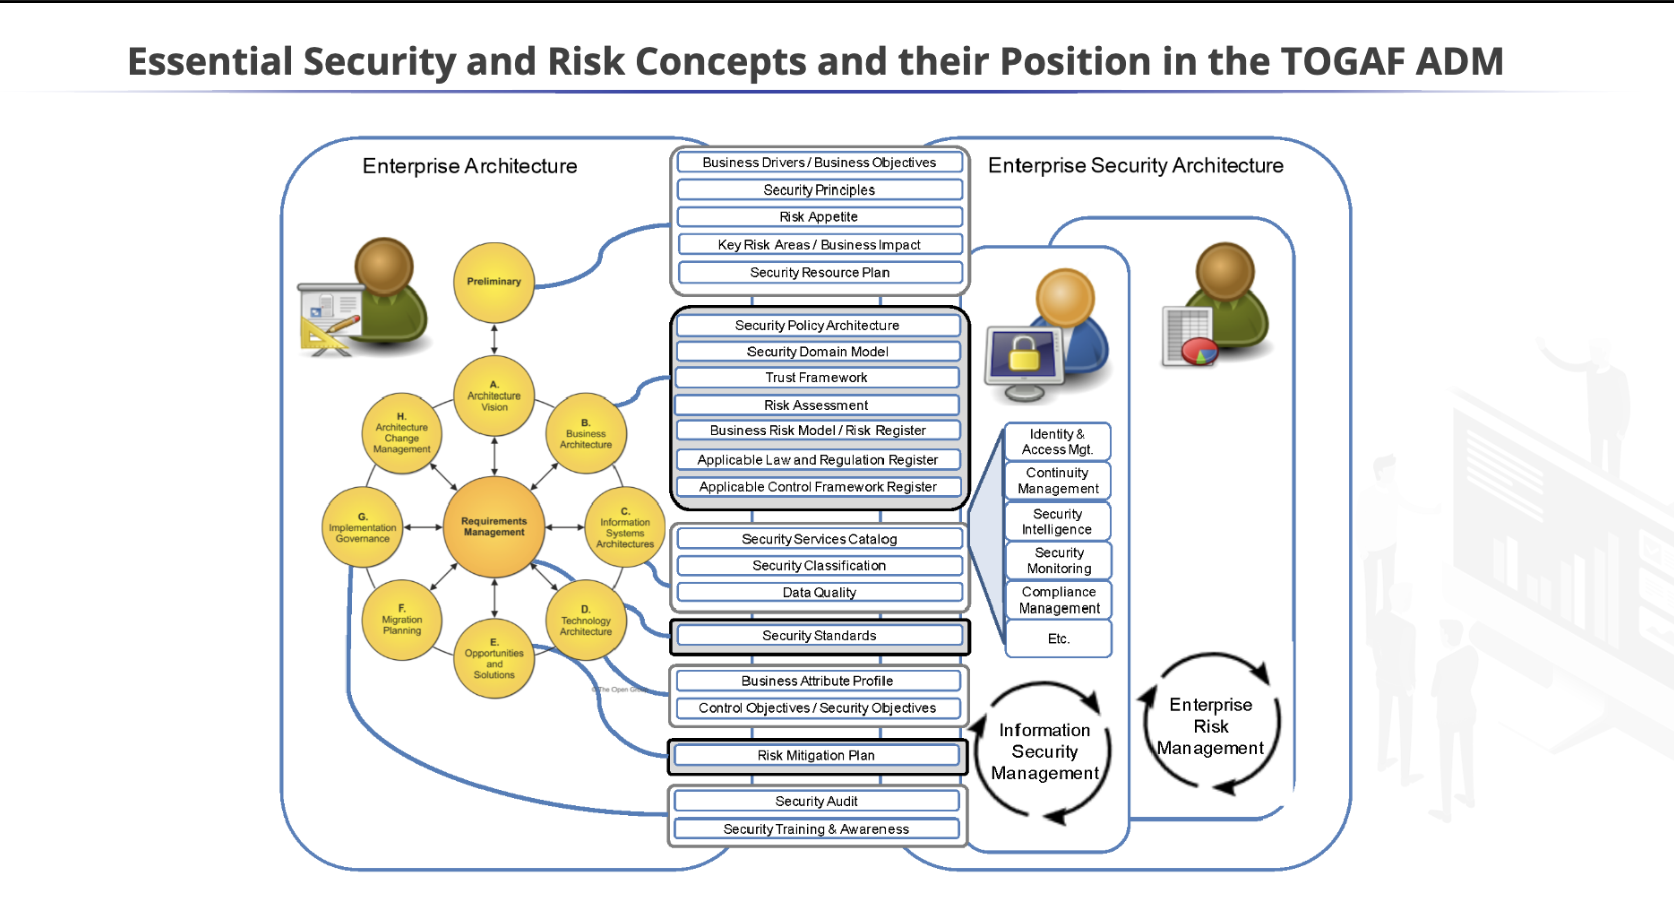 Essential Security and Risk Concepts and their Position in the TOGAF ADM
Enterprise Architecture
Preliminary
A.
Architecture
Vision
B.
Business
Architecture
C.
Information
Systems
Architectures
D.
Technology
Architecture
E.
Opportunities
and
Solutions
F.
Migration
Planning
G.
Implementation
Governance
H.
Architecture
Change
Management
Requirements
Management
©The Open
Business Drivers / Business Objectives
Security Principles
Risk Appetite
Key Risk Areas / Business Impact
Security Resource Plan
Security Policy Architecture
Security Domain Model
Trust Framework
Risk Assessment
Business Risk Model / Risk Register
Applicable Law and Regulation Register
Applicable Control Framework Register
Security Services Catalog
Security Classification
Data Quality
Security Standards
Business Attribute Profile
Control Objectives / Security Objectives
Risk Mitigation Plan
Security Audit
Security Training & Awareness
Enterprise Security Architecture
Identity &
Access Mgt.
Continuity
Management
Security
Intelligence
Security
Monitoring
Compliance
Management
Etc.
Information
Security
Management
Enterprise
Risk
Management